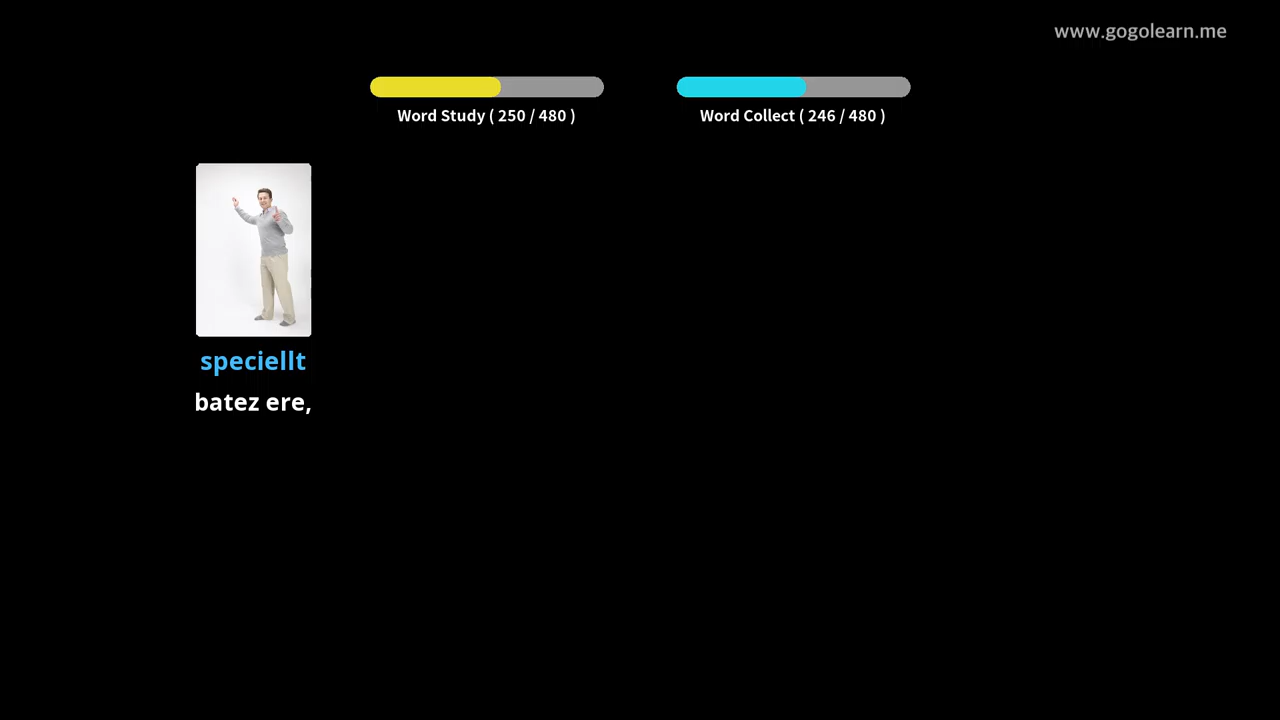 www.gogolearn.me
Word Study ( 250 / 480 )
Word Collect ( 246 / 480 )
speciellt
batez ere,